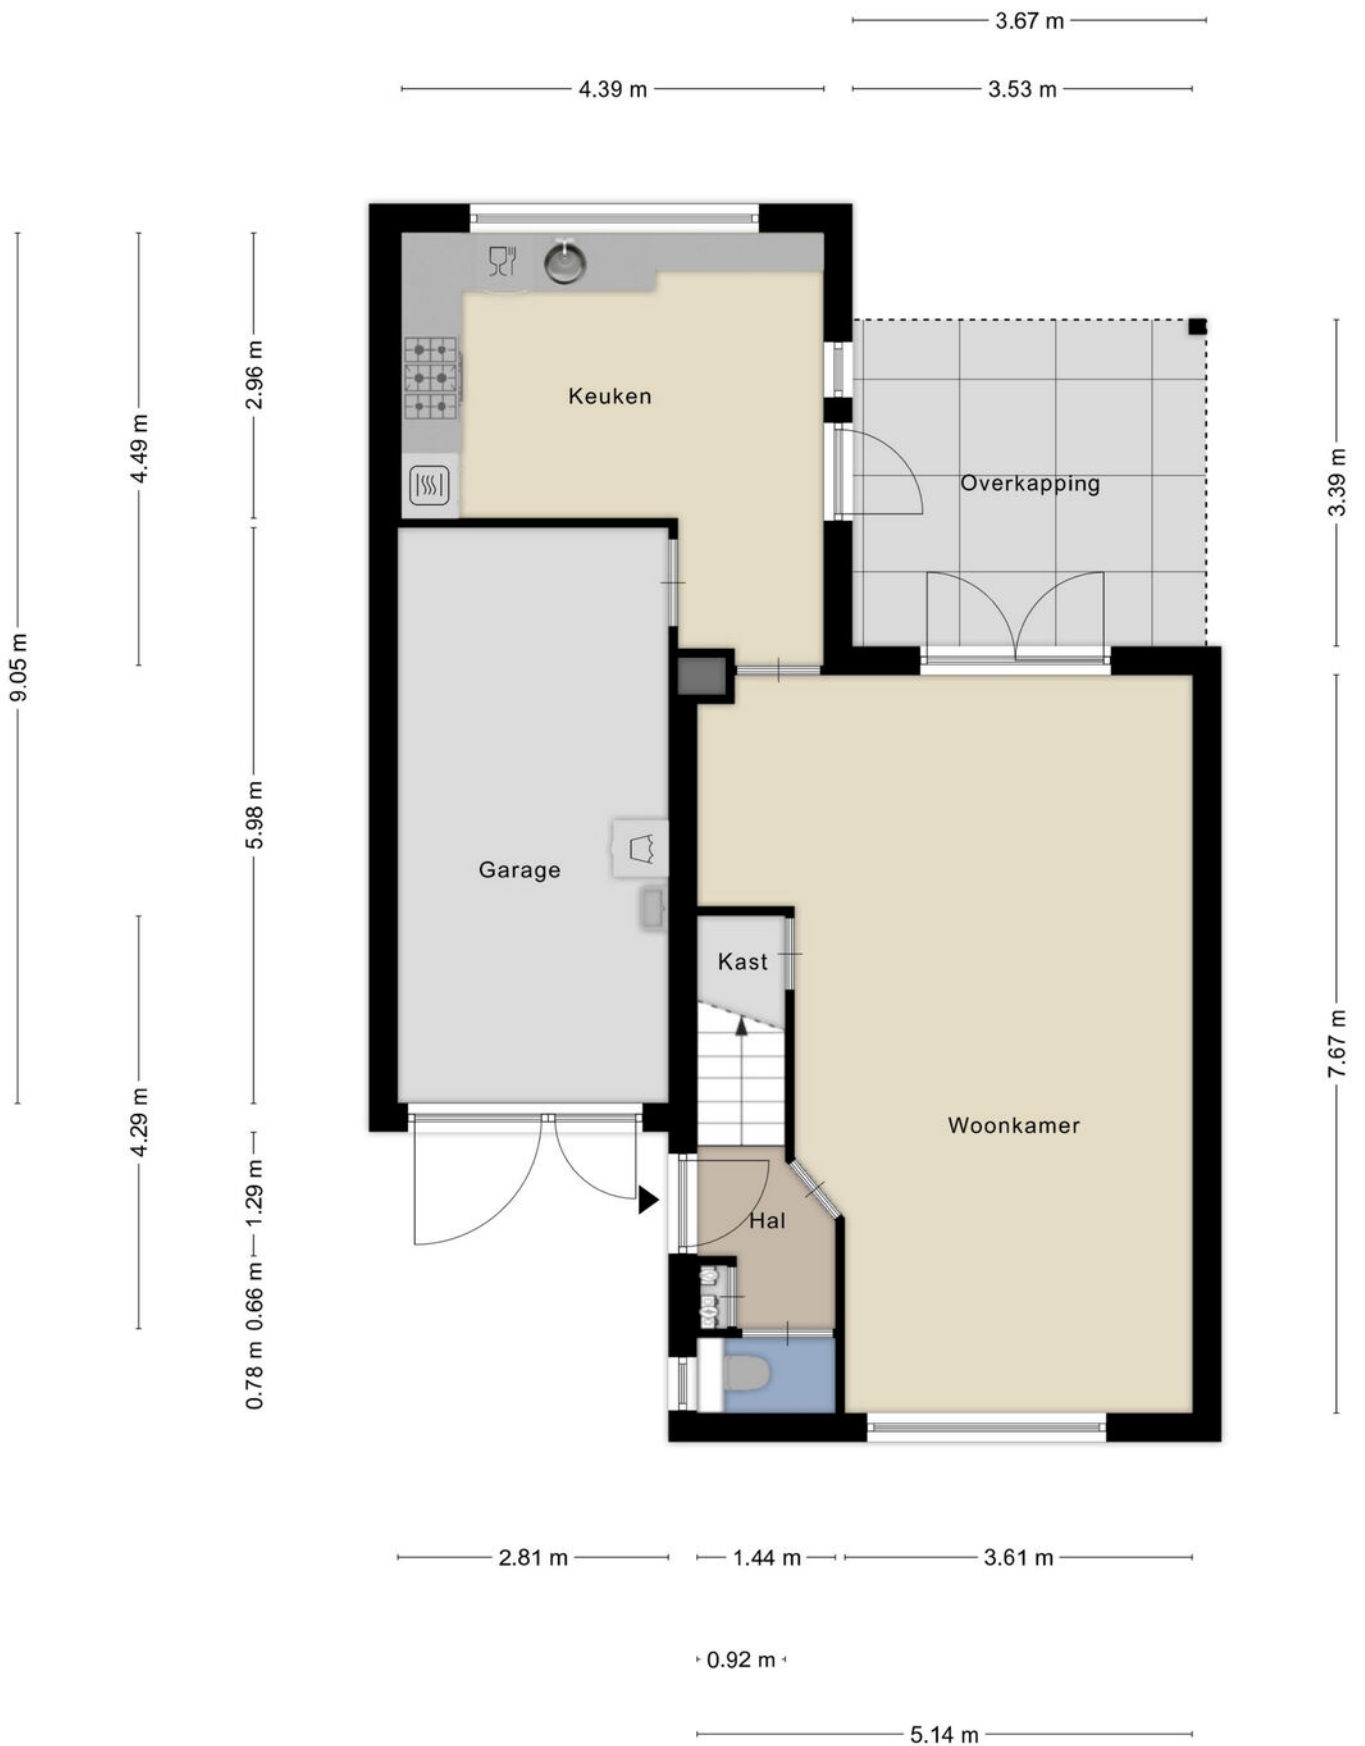 3.67 m
4.39 m
3.53 m
2.96 m
Keuken
4.49 m
Overkapping
3.39 m
9.05 m
5.98 m
Garage
Kast
7.67 m
4.29 m
Woonkamer
1.29 m
Hal
0.66 m
0.78 m
2.81 m
1.44 m
3.61 m
0.92 m
5.14 m